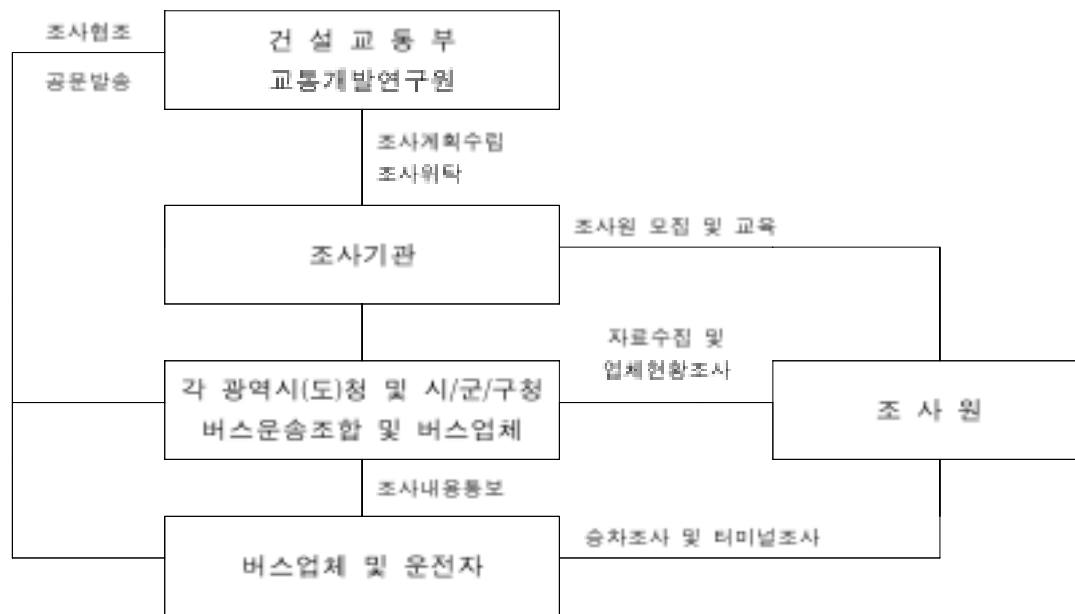 조사협조
공문발송
건 설 교 통 부
교통개발연구원
조사계획수립
조사위탁
조사기관
조사원 모집 및 교육
자료수집 및
업체현황조사
각 광역시(도)청 및 시/군/구청
버스운송조합 및 버스업체
조 사 원
조사내용통보
버스업체 및 운전자
승차조사 및 터미널조사